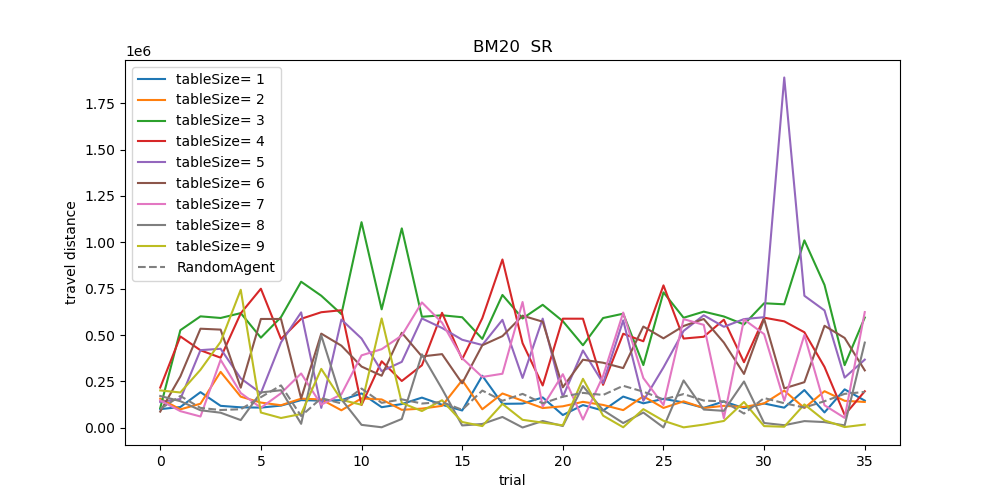 BM20  SR
1e6
tableSize= 1
tableSize= 2
tableSize= 3
tableSize= 4
tableSize= 5
tableSize= 6
tableSize= 7
tableSize= 8
tableSize= 9
RandomAgent
travel distance
1.75
1.50
1.25
1.00
0.75
0.50
0.25
0.00
0 5 10 15 20 25 30 35
trial